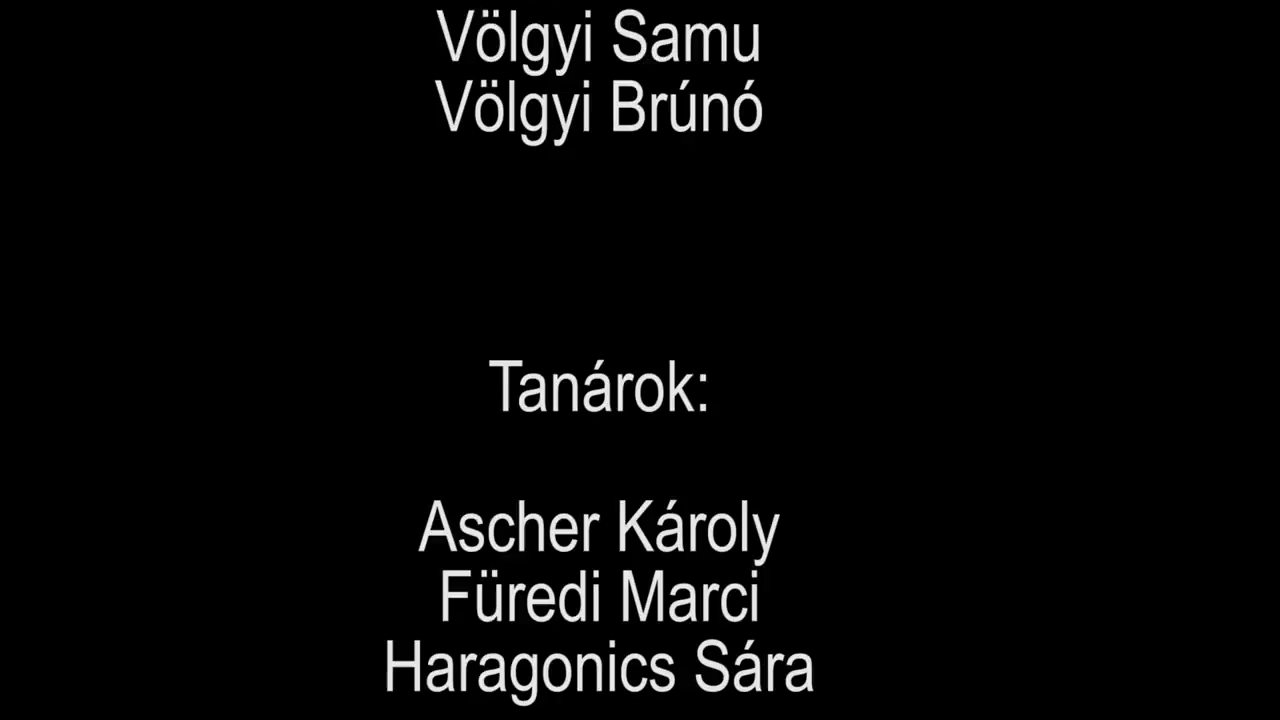 Völgyi Samu
Völgyi Brúnó
Tanárok:
Ascher Károly
Füredi Marci
Haragonics Sára